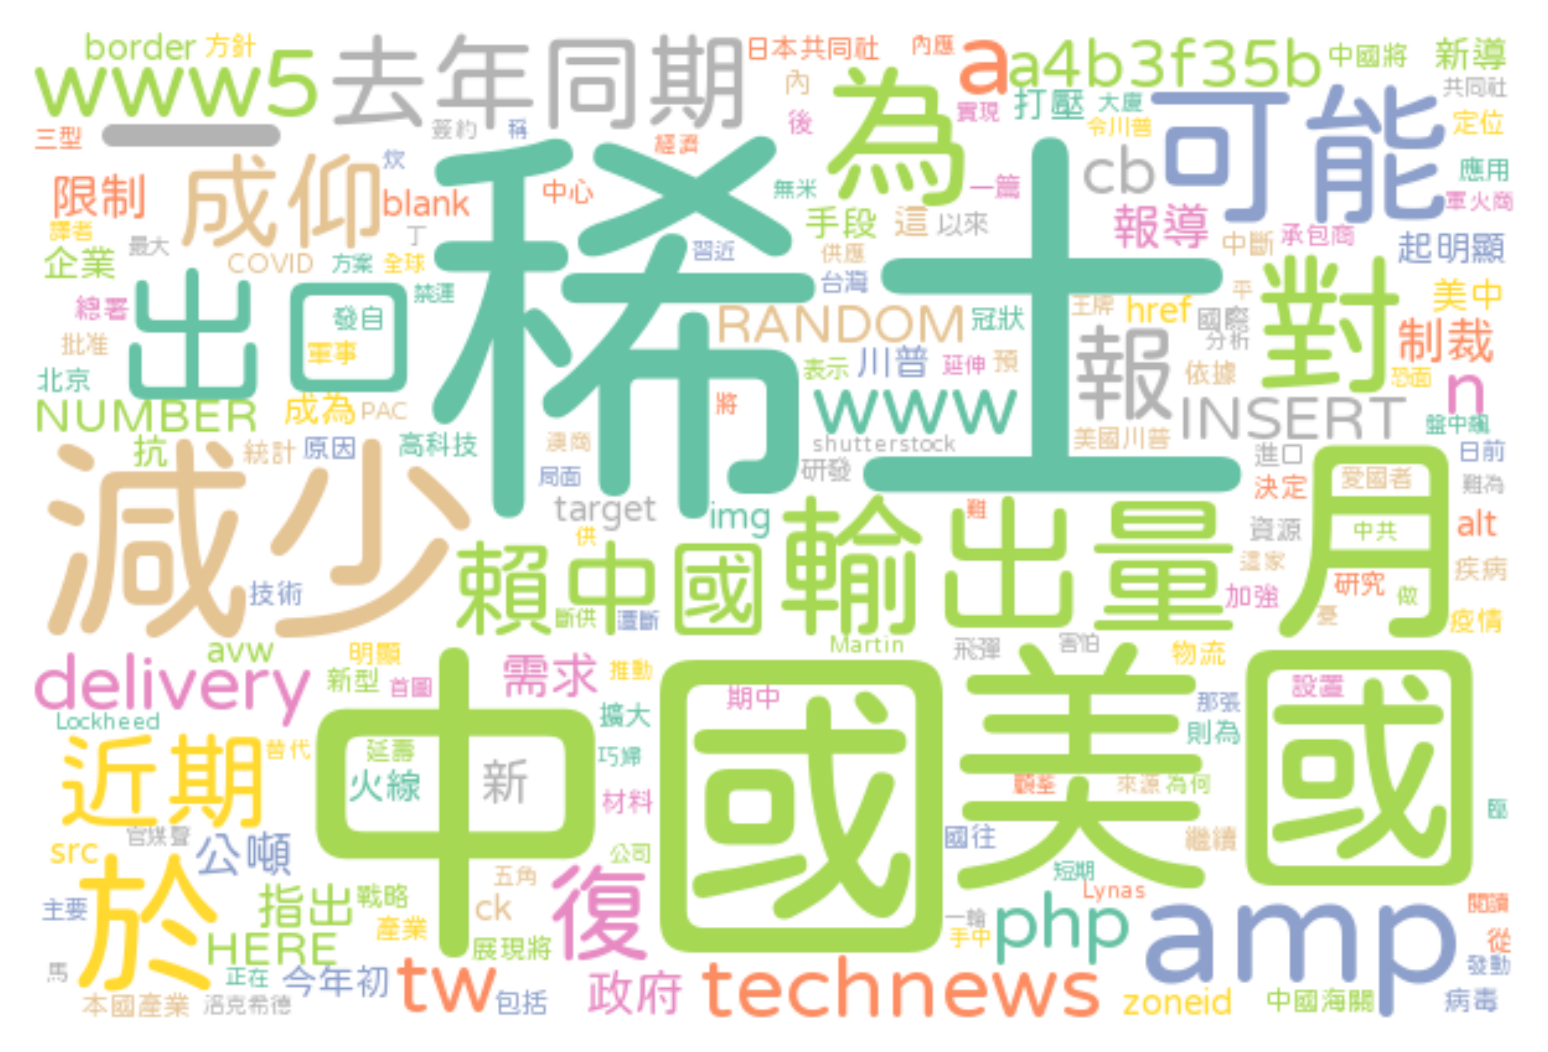 border 方針 去年同期 日本共同社 內應 a a4b3f35b 中國將 新導
www5 內 為 打壓 大廈 可能 共同社
三型 一 簽約 稱 經濟 後 實現 令川普 定位
限制 成仰 炊 blank 中心 稀土 無米 一篇 cb 應用
譯者 最大 丁 手段 這 以來 報導 中斷 承包商 軍火商
企業 COVID 方案 全球 習近 供應 起明顯
總署 出口 發自 禁運 台灣 王牌 href 平 對 美中
批准 軍事 RANDOM 冠狀 報 國際 分析 制裁
北京 表示 川普 延伸 預 依據 恐面 n
NUMBER 成為 PAC 將 www INSERT 盤中飆
抗 統計 原因 高科技 澳商 shutterstock 美國川普 進口 日前
減少 局面 研發 決定 愛國者 難為
target img 難 資源 中共 alt
技術 賴中國 供 輸出量 這家 月 疾病
斷供 遭斷 加強 研究 做 憂 疫情
avw 明顯 Martin 飛彈 害怕 物流
delivery 新型 首圖 需求 推動 期中 那張 設置
Lockheed 替代 擴大 則為
近期 中國 延壽 巧婦 美國
火線 新 材料 顧荃 來源 為何 臨
官媒聲 國往 繼續
src 公噸 公司 短期
於 五角 Lynas
主要 指出 戰略 ck 復 一輪 php amp 閱讀
HERE 產業 展現將 手中 從
馬 正在 今年初 tw 政府 technews 發動
本國產業 洛克希德 包括 zoneid 中國海關 病毒